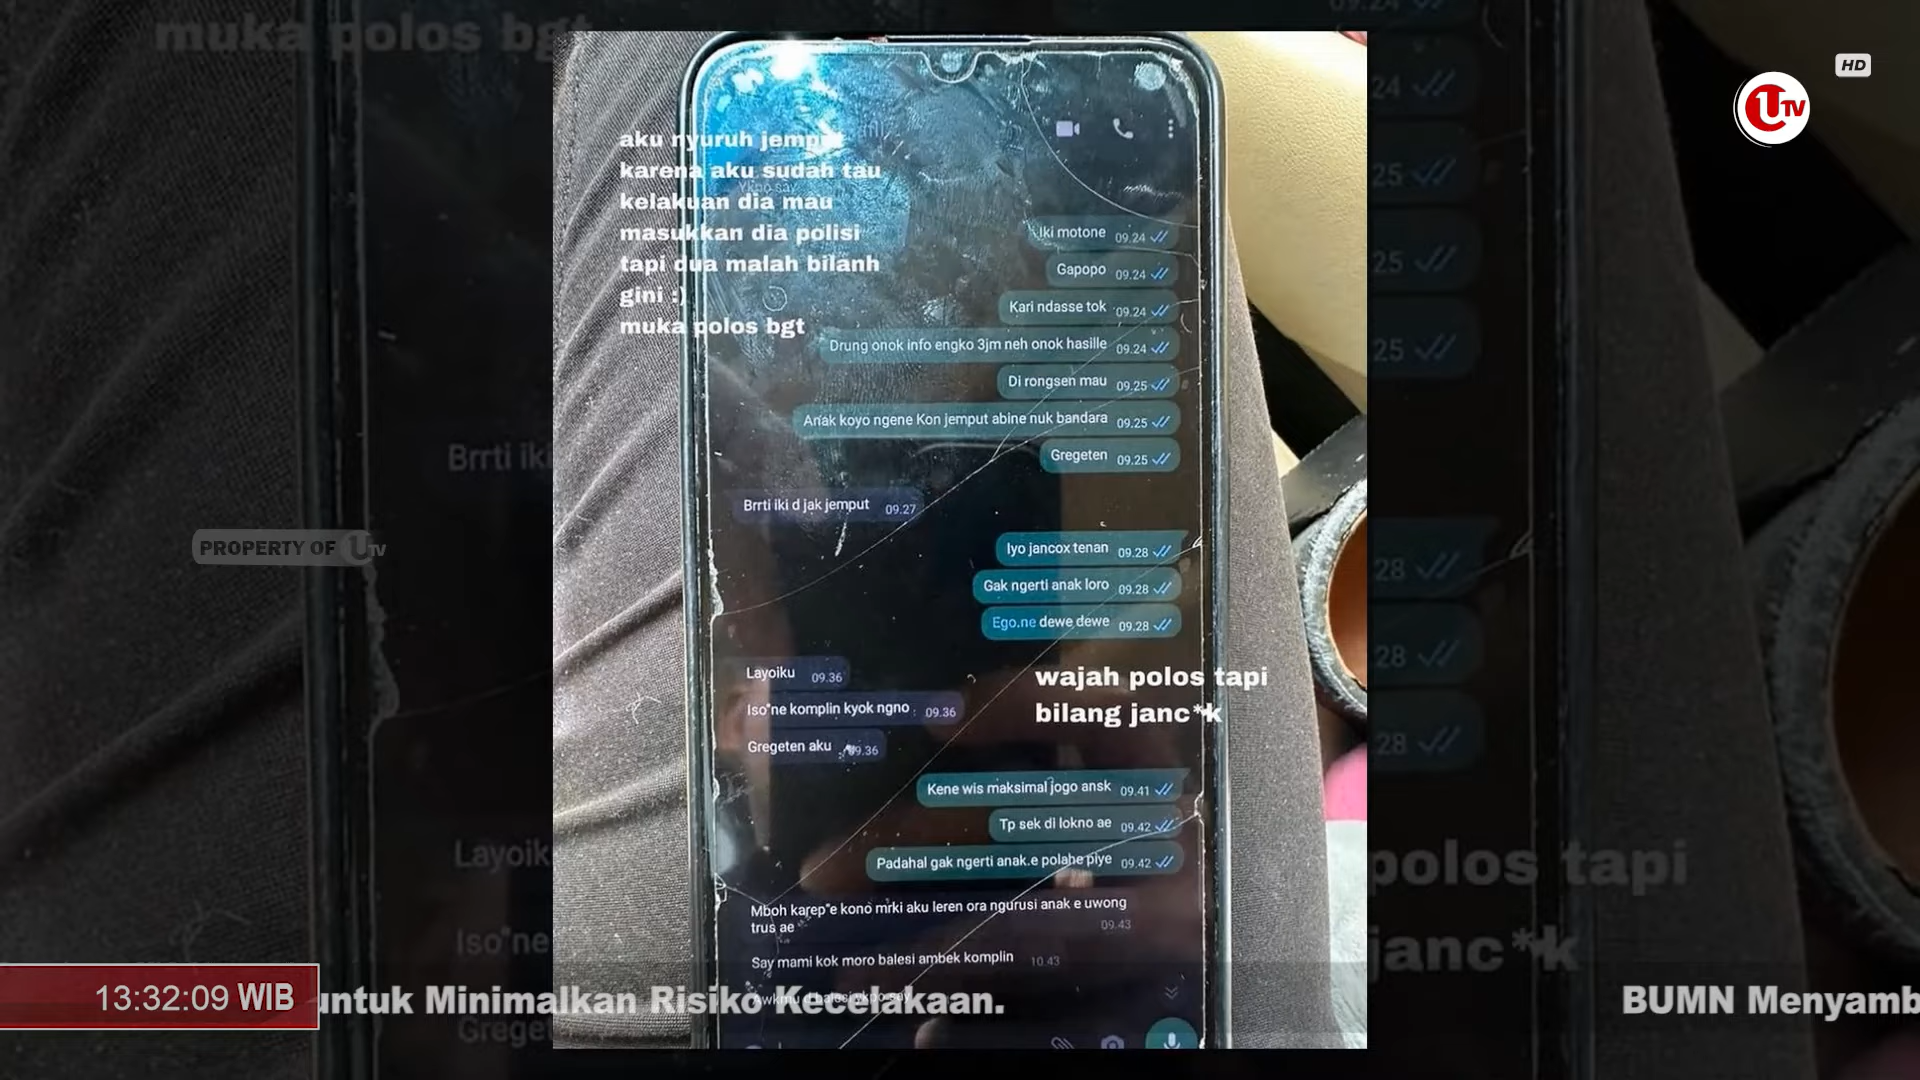 HD
UTV
aku nyuruh jemput
karena aku sudah tau
kelakuan dia mau
masukkan dia polisi
tapi dua malah bilanh
gini :)
muka polos bgt
Iki motone 09.24
Gapopo 09.24
Kari ndasse tok 09.24
Drung onok info engko 3jm neh onok hasille 09.24
Di rongsen mau 09.25
Anak koyo ngene Kon jemput abine nuk bandara 09.25
Gregeten 09.25
Brrti iki d jak jemput 09.27
PROPERTY OF UTV
Iyo jancox tenan 09.28
Gak ngerti anak loro 09.28
Ego.ne dewe dewe 09.28
Layoiku 09.36
wajah polos tapi
bilang janc*k
Iso"ne komplin kyok ngno 09.36
Gregeten aku 09.36
Kene wis maksimal jogo ansk 09.41
Tp sek di lokno ae 09.42
Padahal gak ngerti anak.e polahe piye 09.42
Mboh karep"e kono mrki aku leren ora ngurusi anak e uwong
trus ae 09.43
Say mami kok moro balesi ambek komplin 10.43
13:32:09 WIB untuk Minimalkan Risiko Kecelakaan. BUMN Menyamb